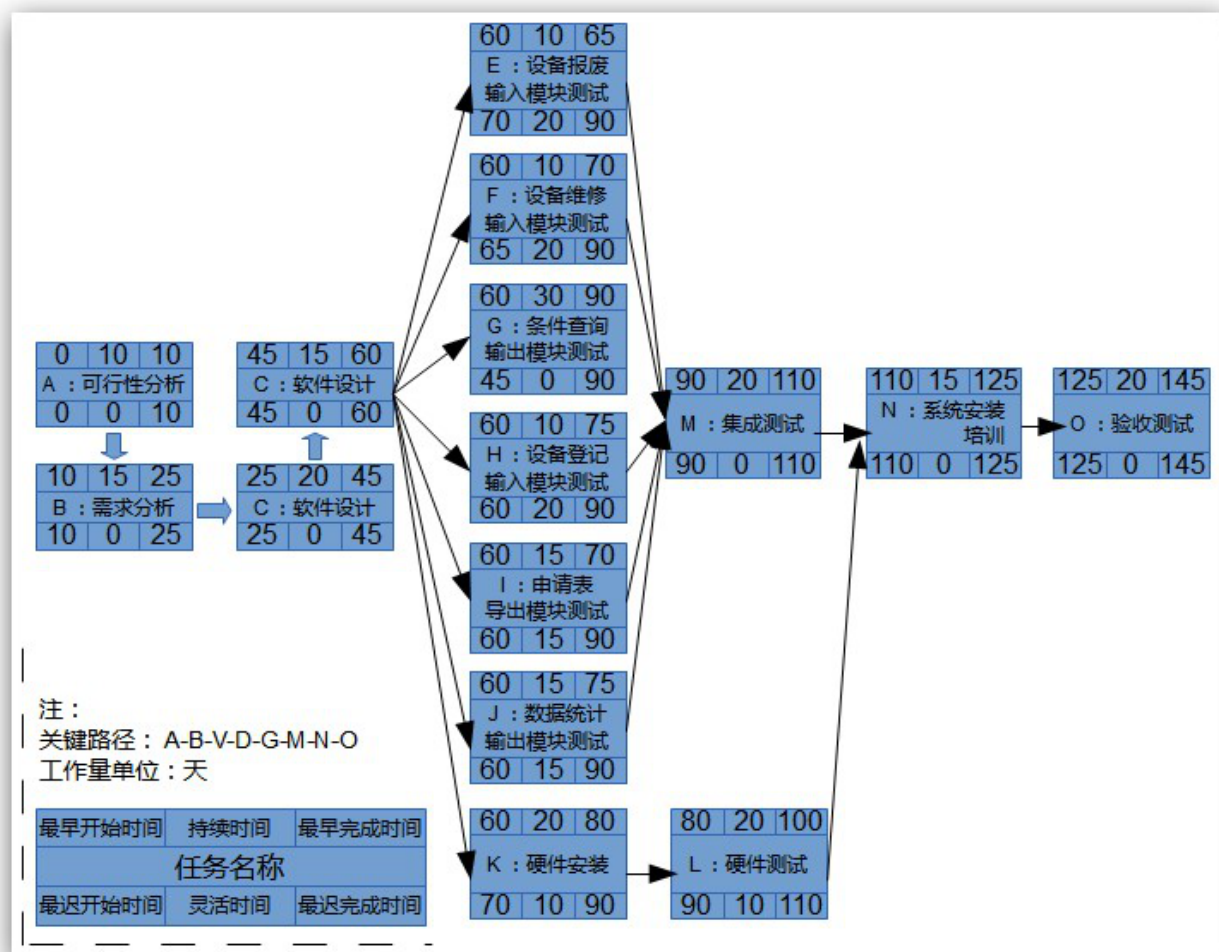 60 10 65
E：设备报废
输入模块测试
70 20 90
60 10 70
F：设备维修
输入模块测试
65 20 90
60 30 90
G：条件查询
输出模块测试
45 0 90
0 10 10
A：可行性分析
0 0 10
45 15 60
C：软件设计
45 0 60
10 15 25
B：需求分析
10 0 25
25 20 45
C：软件设计
25 0 45
60 10 75
H：设备登记
输入模块测试
60 20 90
60 15 70
I：申请表
导出模块测试
60 15 90
60 15 75
J：数据统计
输出模块测试
60 15 90
60 20 80
K：硬件安装
70 10 90
80 20 100
L：硬件测试
90 10 110
90 20 110
M：集成测试
90 0 110
110 15 125
N：系统安装
培训
110 0 125
125 20 145
O：验收测试
125 0 145
注：
关键路径：A-B-V-D-G-M-N-O
工作量单位：天
最早开始时间 持续时间 最早完成时间
任务名称
最迟开始时间 灵活时间 最迟完成时间